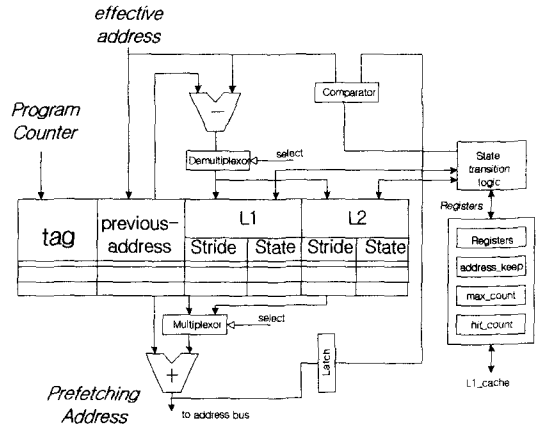 effective
address
Program
Counter
−
Comparator
Demultiplexor
select
State
transition
logic
Registers
tag
previous-
address
L1
L2
Stride
State
Stride
State
Registers
address_keep
max_count
hit_count
Multiplexor
select
+
Latch
Prefetching
Address
to address bus
L1_cache